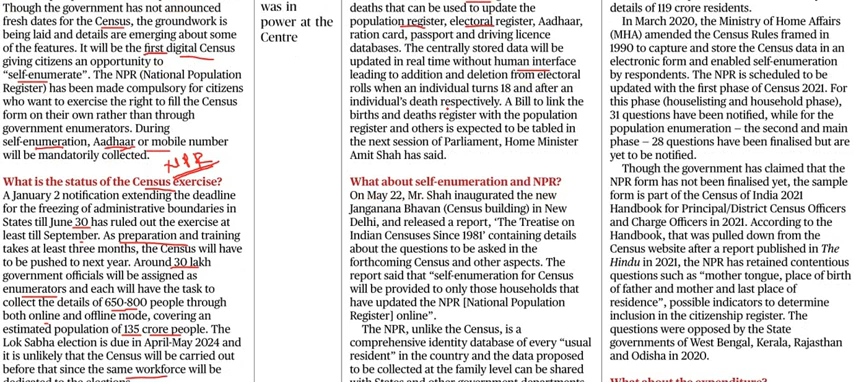 Though the government has not announced
fresh dates for the Census, the groundwork is
being laid and details are emerging about some
of the features. It will be the first digital Census
giving citizens an opportunity to
“self-enumerate”. The NPR (National Population
Register) has been made compulsory for citizens
who want to exercise the right to fill the Census
form on their own rather than through
government enumerators. During
self-enumeration, Aadhaar or mobile number
will be mandatorily collected.
NPR
What is the status of the Census exercise?
A January 2 notification extending the deadline
for the freezing of administrative boundaries in
States till June 30 has ruled out the exercise at
least till September. As preparation and training
takes at least three months, the Census will have
to be pushed to next year. Around 30 lakh
government officials will be assigned as
enumerators and each will have the task to
collect the details of 650-800 people through
both online and offline mode, covering an
estimated population of 135 crore people. The
Lok Sabha election is due in April-May 2024 and
it is unlikely that the Census will be carried out
before that since the same workforce will be
dedicated to the elections.
was in
power at the
Centre
deaths that can be used to update the
population register, electoral register, Aadhaar,
ration card, passport and driving licence
databases. The centrally stored data will be
updated in real time without human interface
leading to addition and deletion from electoral
rolls when an individual turns 18 and after an
individual’s death respectively. A Bill to link the
births and deaths register with the population
register and others is expected to be tabled in
the next session of Parliament, Home Minister
Amit Shah has said.
What about self-enumeration and NPR?
On May 22, Mr. Shah inaugurated the new
Janganana Bhavan (Census building) in New
Delhi, and released a report, ‘The Treatise on
Indian Censuses Since 1981’ containing details
about the questions to be asked in the
forthcoming Census and other aspects. The
report said that “self-enumeration for Census
will be provided to only those households that
have updated the NPR [National Population
Register] online”.
The NPR, unlike the Census, is a
comprehensive identity database of every “usual
resident” in the country and the data proposed
to be collected at the family level can be shared
with States and other government departments
details of 119 crore residents.
In March 2020, the Ministry of Home Affairs
(MHA) amended the Census Rules framed in
1990 to capture and store the Census data in an
electronic form and enabled self-enumeration
by respondents. The NPR is scheduled to be
updated with the first phase of Census 2021. For
this phase (houselisting and household phase),
31 questions have been notified, while for the
population enumeration – the second and main
phase – 28 questions have been finalised but are
yet to be notified.
Though the government has claimed that the
NPR form has not been finalised yet, the sample
form is part of the Census of India 2021
Handbook for Principal/District Census Officers
and Charge Officers in 2021. According to the
Handbook, that was pulled down from the
Census website after a report published in The
Hindu in 2021, the NPR has retained contentious
questions such as “mother tongue, place of birth
of father and mother and last place of
residence”, possible indicators to determine
inclusion in the citizenship register. The
questions were opposed by the State
governments of West Bengal, Kerala, Rajasthan
and Odisha in 2020.
What about the expenditure?